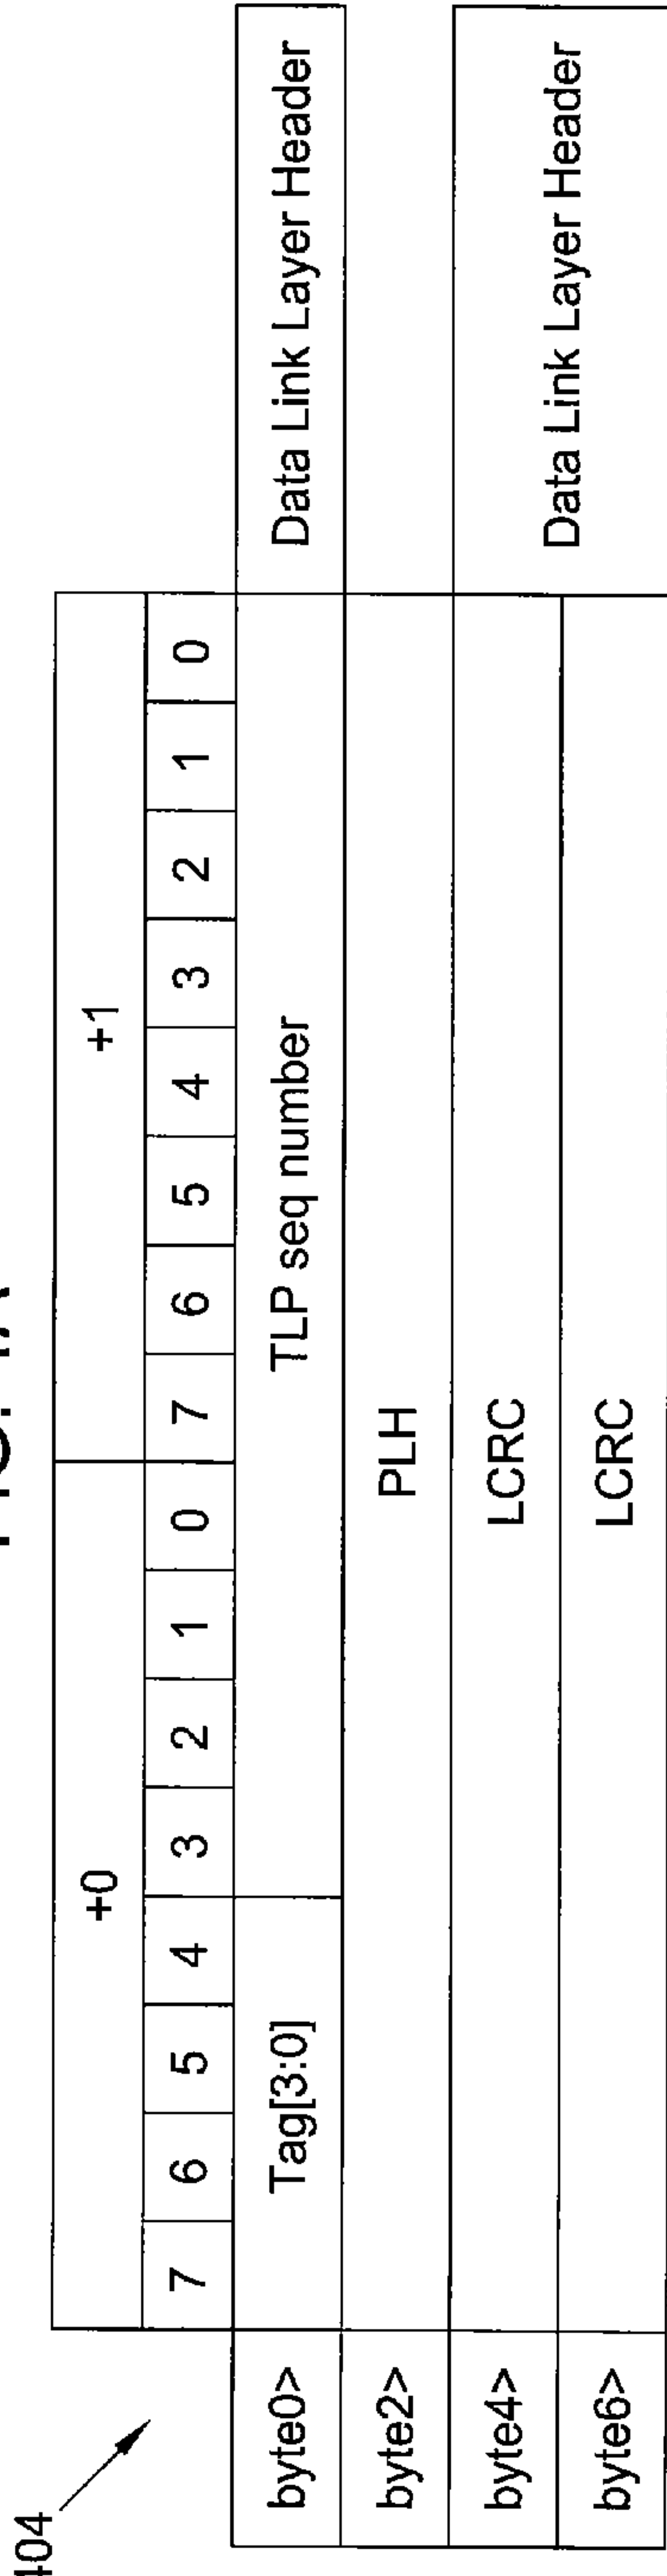 404
+0 +1
7 6 5 4 3 2 1 0 7 6 5 4 3 2 1 0
byte0> Tag[3:0] TLP seq number Data Link Layer Header
byte2> PLH
byte4> LCRC Data Link Layer Header
byte6> LCRC